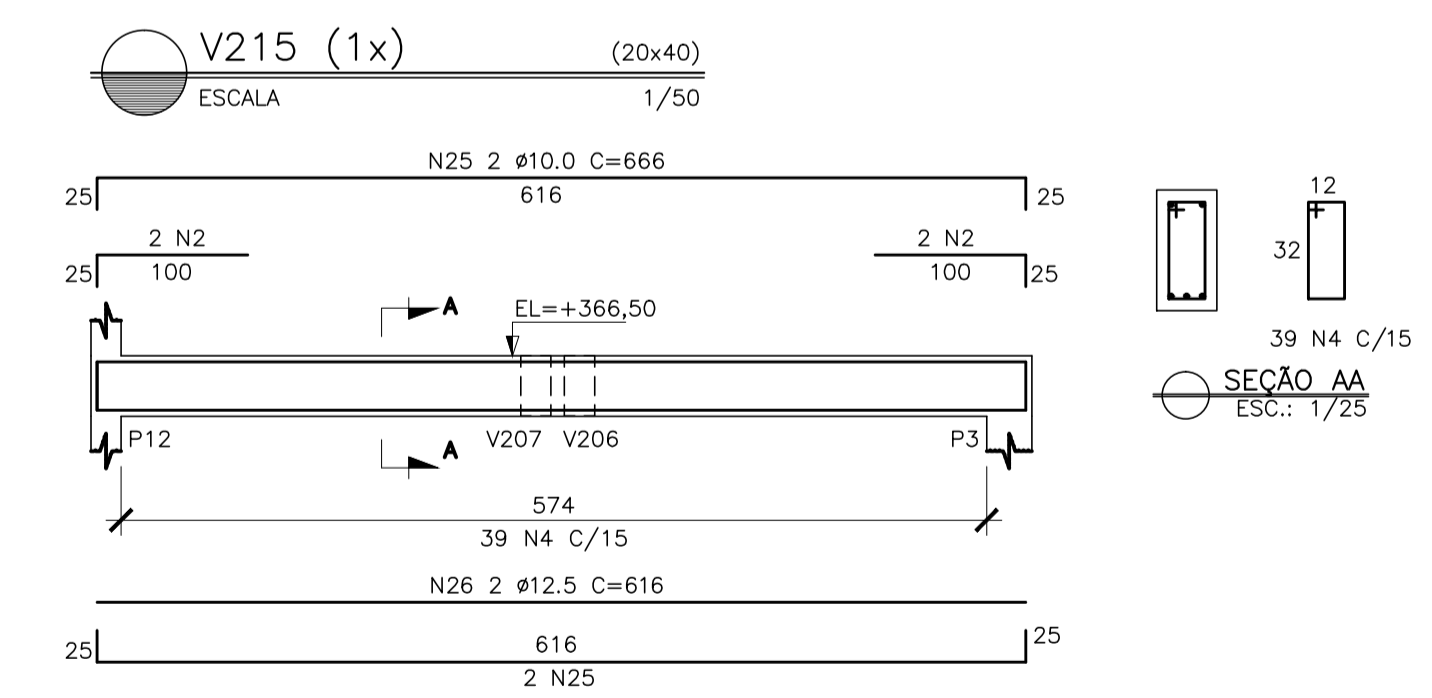 V215 (1x) (20x40)
ESCALA 1/50
N25 2 ø10.0 C=666
25 616 25
2 N2 2 N2
25 100 100 25
A EL=+366,50
P12 A V207 V206 P3
574
39 N4 C/15
N26 2 ø12.5 C=616
25 616 25
2 N25
12
32
39 N4 C/15
SEÇÃO AA
ESC.: 1/25